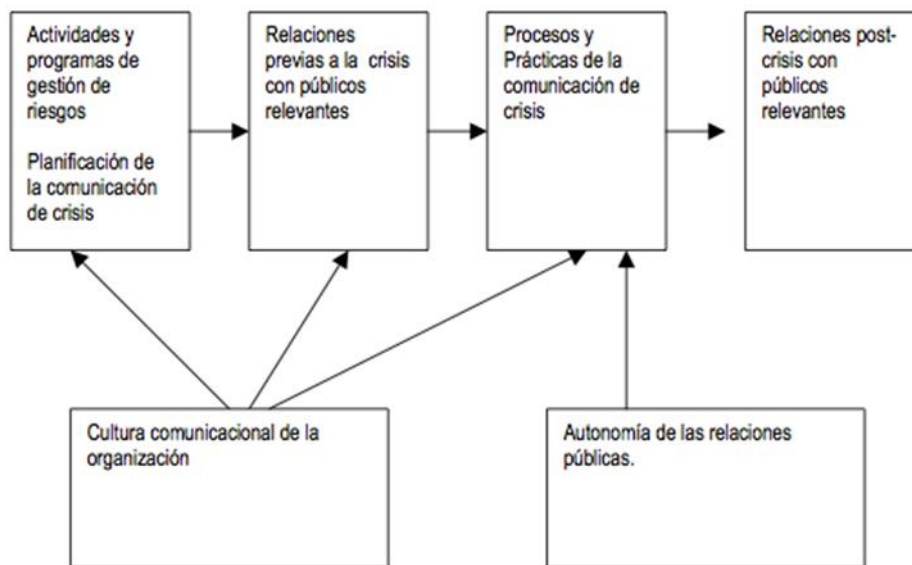 Actividades y
programas de
gestión de
riesgos
Planificación de
la comunicación
de crisis
Relaciones
previas a la crisis
con públicos
relevantes
Procesos y
Prácticas de la
comunicación de
crisis
Relaciones post-
crisis con
públicos
relevantes
Cultura comunicacional de la
organización
Autonomía de las relaciones
públicas.